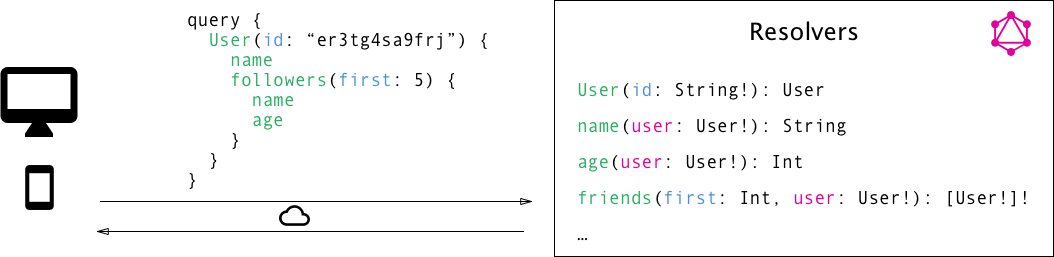 query {
  User(id: “er3tg4sa9frj”) {
    name
    followers(first: 5) {
      name
      age
    }
  }
}
Resolvers
User(id: String!): User
name(user: User!): String
age(user: User!): Int
friends(first: Int, user: User!): [User!]!
…